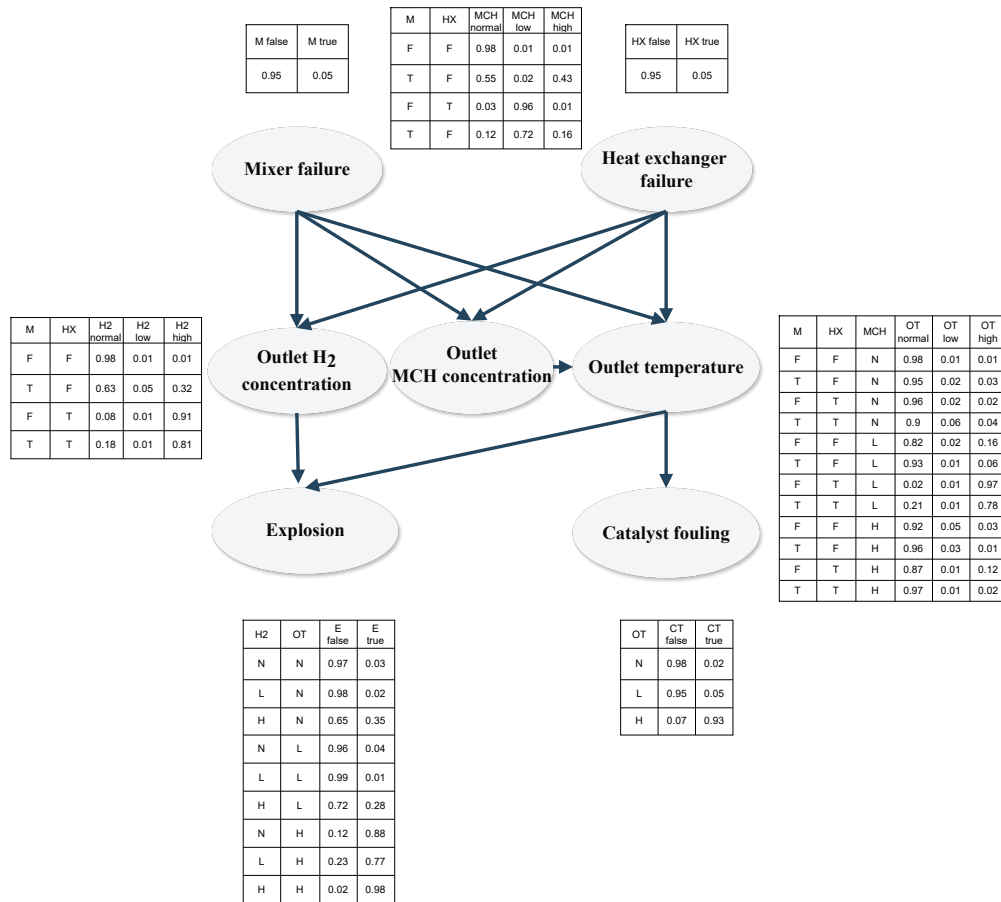 M false M true
0.95 0.05
M HX MCH normal MCH low MCH high
F F 0.98 0.01 0.01
T F 0.55 0.02 0.43
F T 0.03 0.96 0.01
T F 0.12 0.72 0.16
HX false HX true
0.95 0.05
Mixer failure
Heat exchanger
failure
M HX H2 normal H2 low H2 high
F F 0.98 0.01 0.01
T F 0.63 0.05 0.32
F T 0.08 0.01 0.91
T T 0.18 0.01 0.81
Outlet H2
concentration
Outlet
MCH concentration
Outlet temperature
M HX MCH OT normal OT low OT high
F F N 0.98 0.01 0.01
T F N 0.95 0.02 0.03
F T N 0.96 0.02 0.02
T T N 0.9 0.06 0.04
F F L 0.82 0.02 0.16
T F L 0.93 0.01 0.06
F T L 0.02 0.01 0.97
T T L 0.21 0.01 0.78
F F H 0.92 0.05 0.03
T F H 0.96 0.03 0.01
F T H 0.87 0.01 0.12
T T H 0.97 0.01 0.02
Explosion
Catalyst fouling
H2 OT E false E true
N N 0.97 0.03
L N 0.98 0.02
H N 0.65 0.35
N L 0.96 0.04
L L 0.99 0.01
H L 0.72 0.28
N H 0.12 0.88
L H 0.23 0.77
H H 0.02 0.98
OT CT false CT true
N 0.98 0.02
L 0.95 0.05
H 0.07 0.93